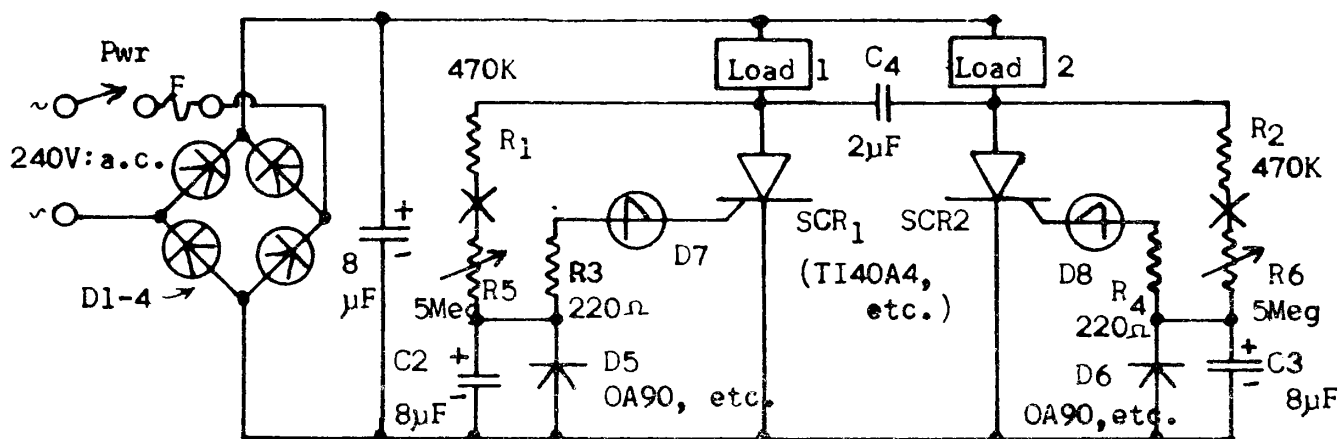 Pwr
F
~
240V:a.c.
~
D1-4
+
8
-
µF
470K
R1
R5
5Meg
C2 +
8µF -
R3
220Ω
D5
OA90, etc.
D7
Load 1
C4
2µF
Load 2
SCR1
(TI40A4,
etc.)
SCR2
D8
R2
470K
R6
5Meg
R4
220Ω
D6
OA90,etc.
+ C3
- 8µF